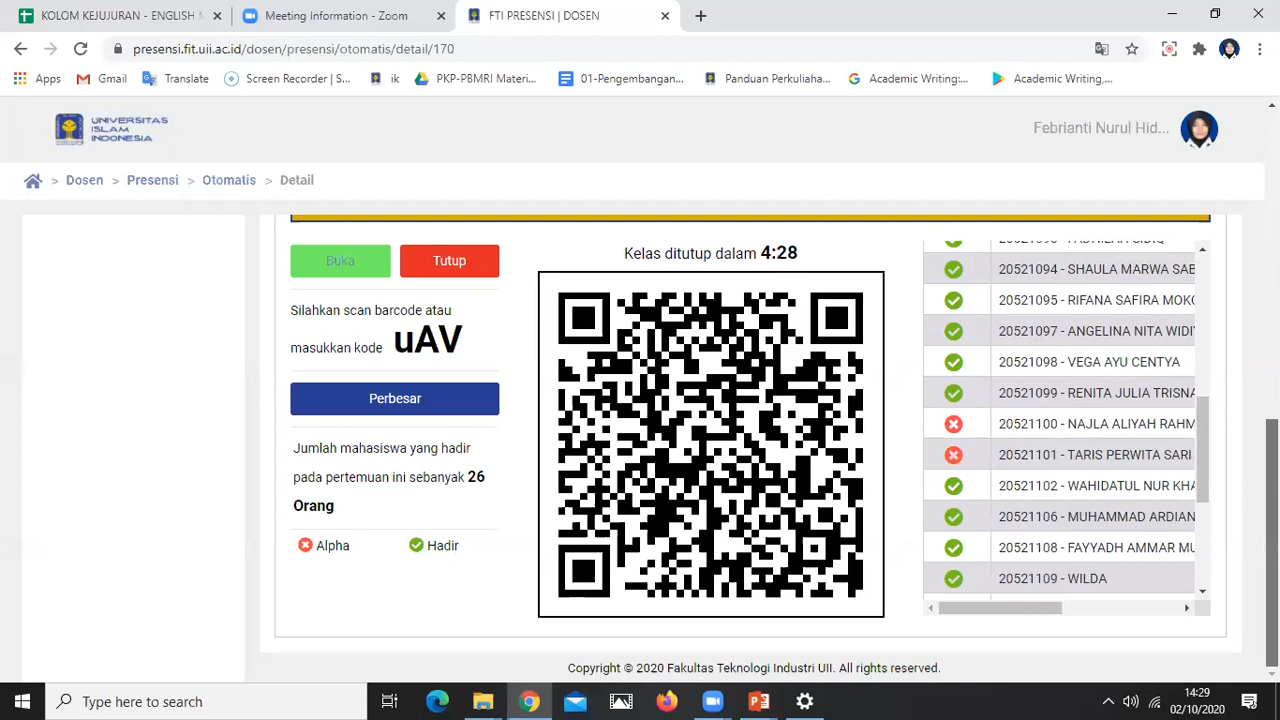 KOLOM KEJUJURAN - ENGLISH M
Meeting Information - Zoom
FTI PRESENSI | DOSEN
presensi.fit.uii.ac.id/dosen/presensi/otomatis/detail/170
Apps
Gmail
Translate
Screen Recorder | S...
ik
PKP-PBMRI Materi...
01-Pengembangan...
Panduan Perkuliaha...
Academic Writing:...
Academic Writing,...
UNIVERSITAS
ISLAM
INDONESIA
Febrianti Nurul Hid...
> Dosen > Presensi > Otomatis > Detail
Buka
Tutup
Silahkan scan barcode atau
masukkan kode uAV
Perbesar
Jumlah mahasiswa yang hadir
pada pertemuan ini sebanyak 26
Orang
Alpha
Hadir
Kelas ditutup dalam 4:28
20521094 - SHAULA MARWA SAB
20521095 - RIFANA SAFIRA MOKO
20521097 - ANGELINA NITA WIDI
20521098 - VEGA AYU CENTYA
20521099 - RENITA JULIA TRISNA
20521100 - NAJLA ALIYAH RAHM
20521101 - TARIS PERWITA SARI
20521102 - WAHIDATUL NUR KHA
20521106 - MUHAMMAD ARDIAN
20521108 - FAYYADH AMMAR MU
20521109 - WILDA
Copyright © 2020 Fakultas Teknologi Industri UII. All rights reserved.
Type here to search
14:29
02/10/2020